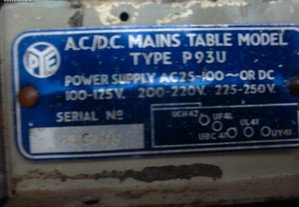 PYE
A.C./D.C. MAINS TABLE MODEL
TYPE P93U
POWER SUPPLY AC25-100~OR DC
100-125V. 200-220V. 225-250V.
SERIAL Nº
UCH42
UF41
UL41
UBC41
UY41